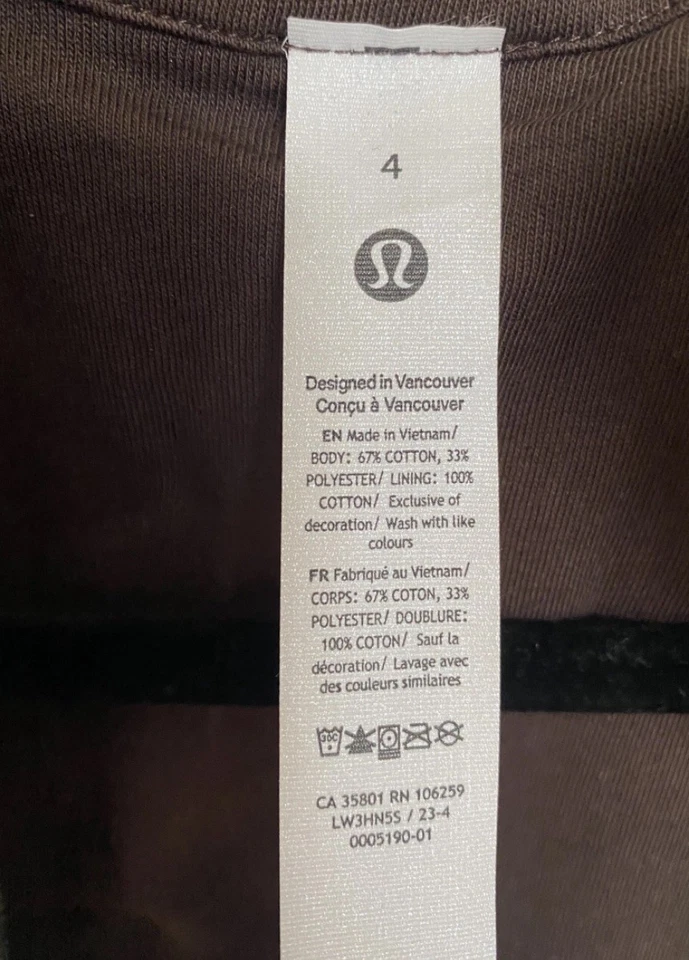 4
Designed in Vancouver
Conçu à Vancouver
EN Made in Vietnam/
BODY: 67% COTTON, 33%
POLYESTER/ LINING: 100%
COTTON/ Exclusive of
decoration/ Wash with like
colours
FR Fabriqué au Vietnam/
CORPS: 67% COTON, 33%
POLYESTER/ DOUBLURE:
100% COTON/ Sauf la
décoration/ Lavage avec
des couleurs similaires
30C
CA 35801 RN 106259
LW3HN5S / 23-4
0005190-01